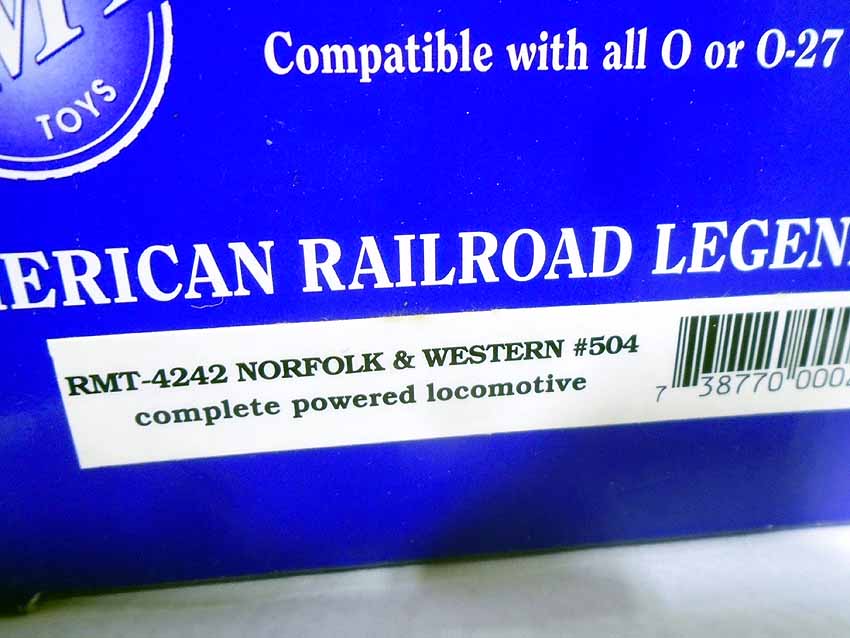 TOYS
Compatible with all O or O-27
ERICAN RAILROAD LEGEN
RMT-4242 NORFOLK & WESTERN #504
complete powered locomotive
7 38770 000